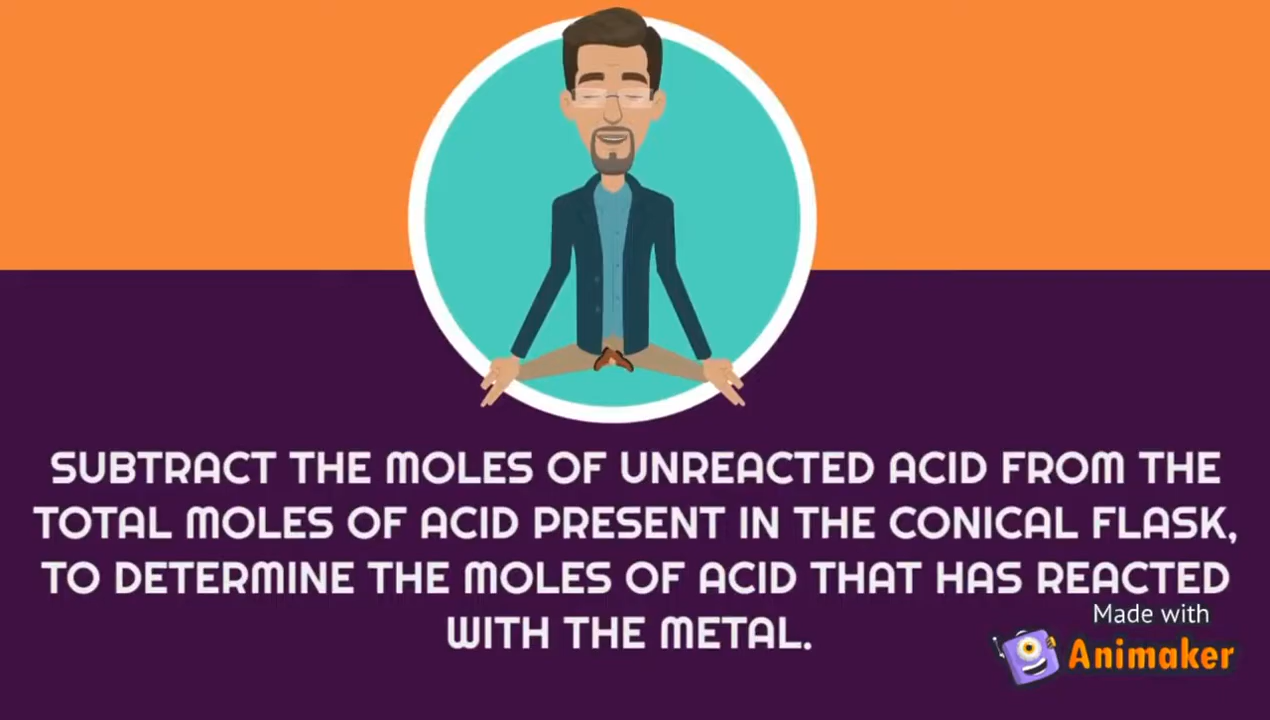 SUBTRACT THE MOLES OF UNREACTED ACID FROM THE
TOTAL MOLES OF ACID PRESENT IN THE CONICAL FLASK,
TO DETERMINE THE MOLES OF ACID THAT HAS REACTED
WITH THE METAL.
Made with
Animaker